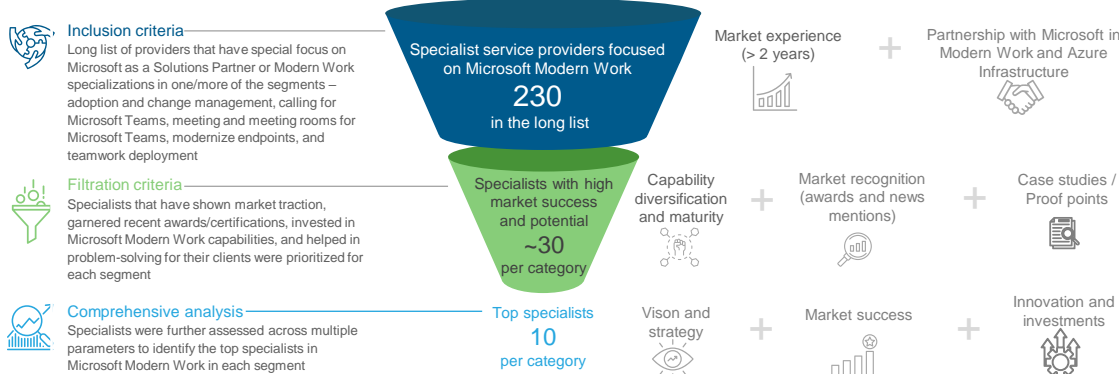 Inclusion criteria
Long list of providers that have special focus on
Microsoft as a Solutions Partner or Modern Work
specializations in one/more of the segments –
adoption and change management, calling for
Microsoft Teams, meeting and meeting rooms for
Microsoft Teams, modernize endpoints, and
teamwork deployment
Specialist service providers focused
on Microsoft Modern Work
230
in the long list
Market experience
(> 2 years)
+
Partnership with Microsoft in
Modern Work and Azure
Infrastructure
Filtration criteria
Specialists that have shown market traction,
garnered recent awards/certifications, invested in
Microsoft Modern Work capabilities, and helped in
problem-solving for their clients were prioritized for
each segment
Specialists with high
market success
and potential
~30
per category
Capability
diversification
and maturity
+
Market recognition
(awards and news
mentions)
+
Case studies /
Proof points
Comprehensive analysis
Specialists were further assessed across multiple
parameters to identify the top specialists in
Microsoft Modern Work in each segment
Top specialists
10
per category
Vison and
strategy
+
Market success
+
Innovation and
investments